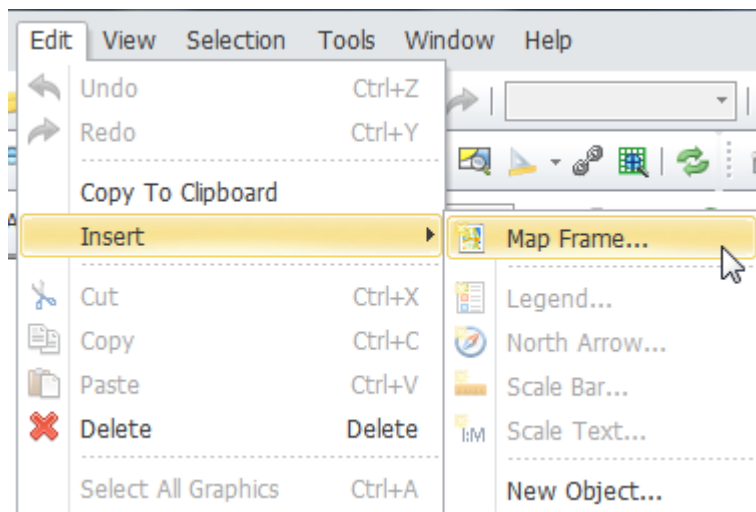 Edit View Selection Tools Window Help
Undo Ctrl+Z
Redo Ctrl+Y
Copy To Clipboard
Insert
Map Frame...
Cut Ctrl+X
Legend...
Copy Ctrl+C
North Arrow...
Paste Ctrl+V
Scale Bar...
Delete Delete
1:M Scale Text...
Select All Graphics Ctrl+A
New Object...